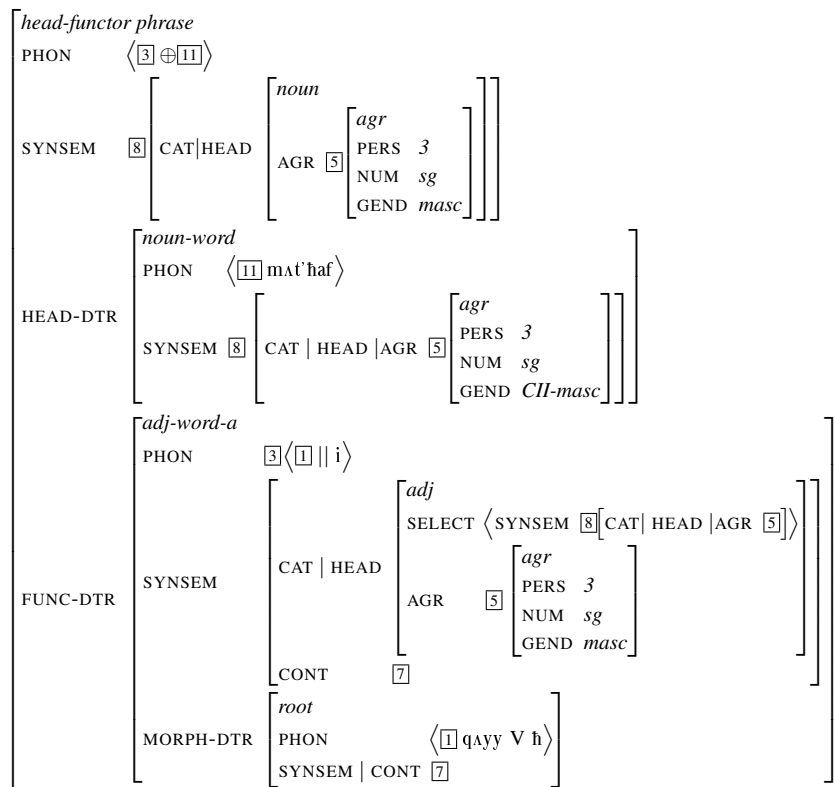 head-functor phrase
PHON ⟨[3] ⊕ [11]⟩
SYNSEM [8] CAT|HEAD noun
AGR [5] agr
PERS 3
NUM sg
GEND masc
HEAD-DTR noun-word
PHON ⟨[11] mʌt'ħaf⟩
SYNSEM [8] CAT | HEAD |AGR [5] agr
PERS 3
NUM sg
GEND CII-masc
FUNC-DTR adj-word-a
PHON [3]⟨[1] || i⟩
SYNSEM CAT | HEAD adj
SELECT ⟨SYNSEM [8][CAT| HEAD |AGR [5]]⟩
AGR [5] agr
PERS 3
NUM sg
GEND masc
CONT [7]
MORPH-DTR root
PHON ⟨[1] qʌyy V ħ⟩
SYNSEM | CONT [7]